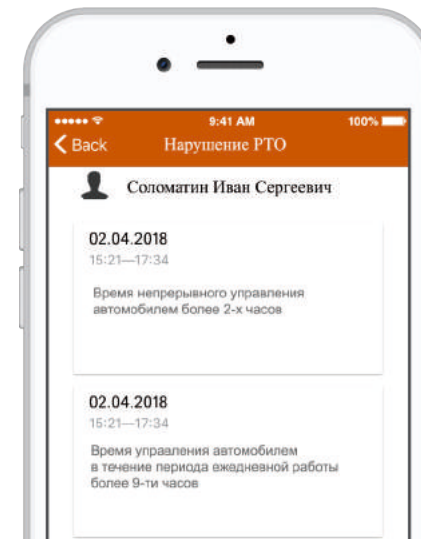 9:41 AM
100%
Back
Нарушение РТО
Соломатин Иван Сергеевич
02.04.2018
15:21—17:34
Время непрерывного управления
автомобилем более 2-х часов
02.04.2018
15:21—17:34
Время управления автомобилем
в течение периода ежедневной работы
более 9-ти часов